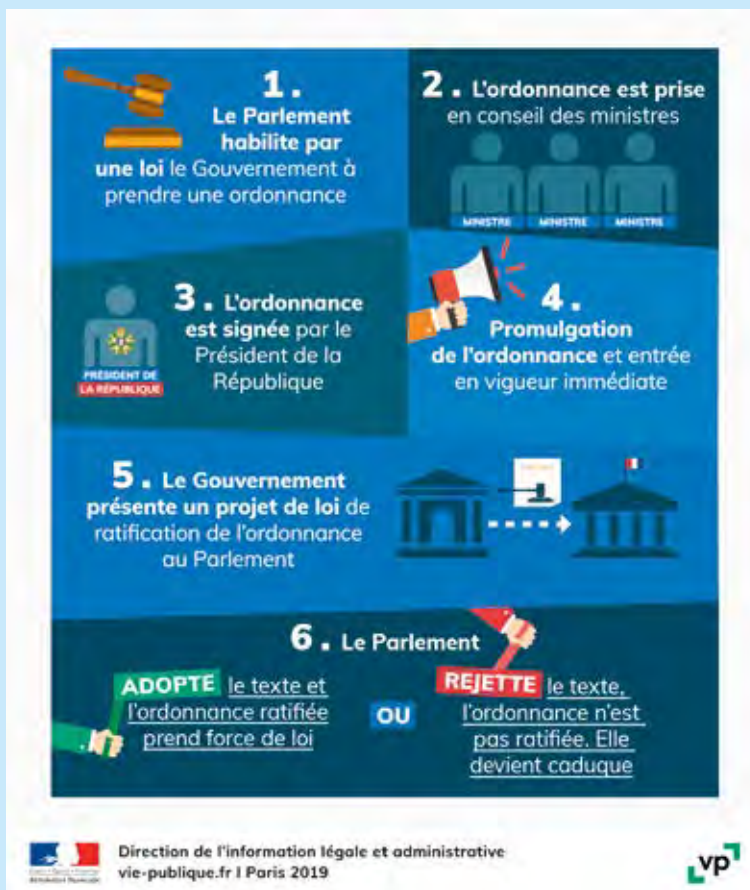 1.
Le Parlement
habilite par
une loi le Gouvernement à
prendre une ordonnance
2. L'ordonnance est prise
en conseil des ministres
MINISTRE MINISTRE MINISTRE
3. L'ordonnance
est signée par le
Président de la
République
PRÉSIDENT DE
LA RÉPUBLIQUE
4.
Promulgation
de l'ordonnance et entrée
en vigueur immédiate
5. Le Gouvernement
présente un projet de loi de
ratification de l'ordonnance
au Parlement
6. Le Parlement
ADOPTE le texte et
l'ordonnance ratifiée
prend force de loi
OU
REJETTE le texte,
l'ordonnance n'est
pas ratifiée. Elle
devient caduque
Direction de l'information légale et administrative
vie-publique.fr I Paris 2019
vp